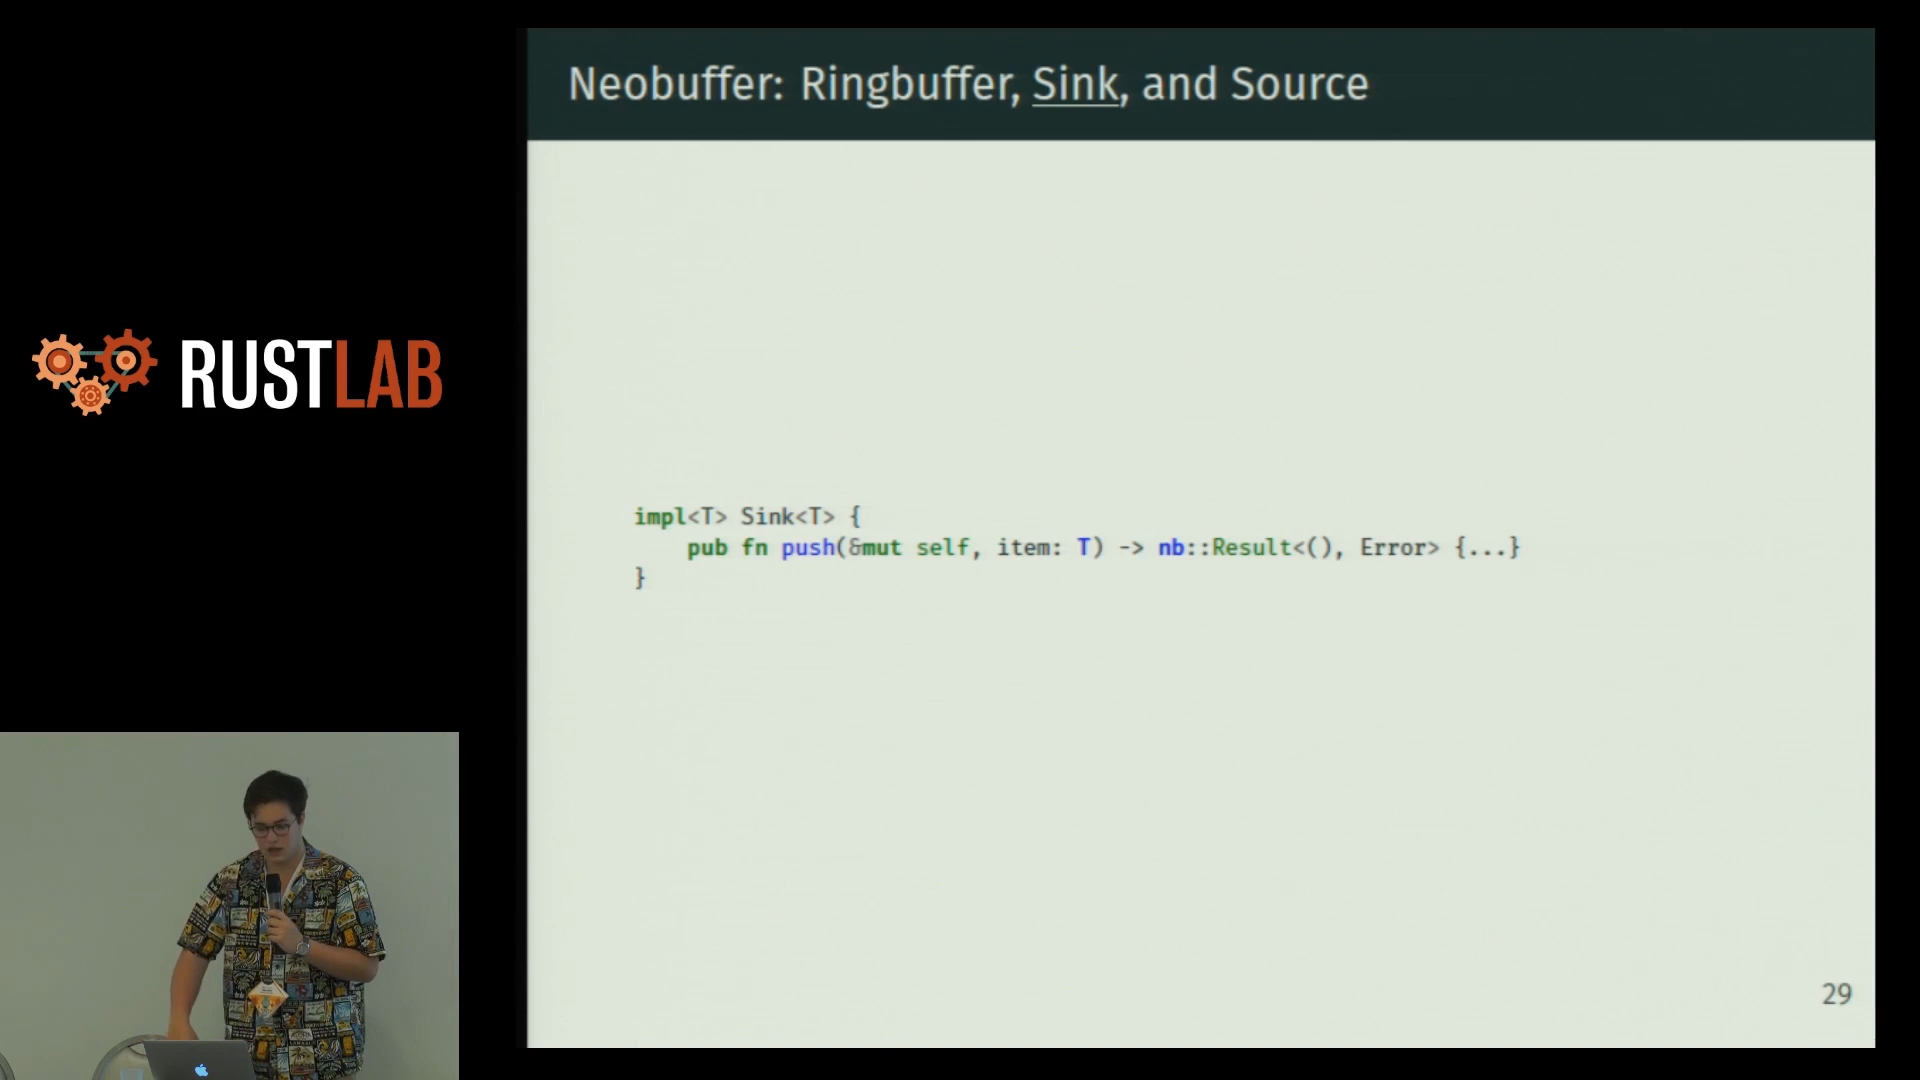 Neobuffer: Ringbuffer, Sink, and Source
RUSTLAB
impl<T> Sink<T> {
    pub fn push(&mut self, item: T) -> nb::Result<(), Error> {...}
}
29